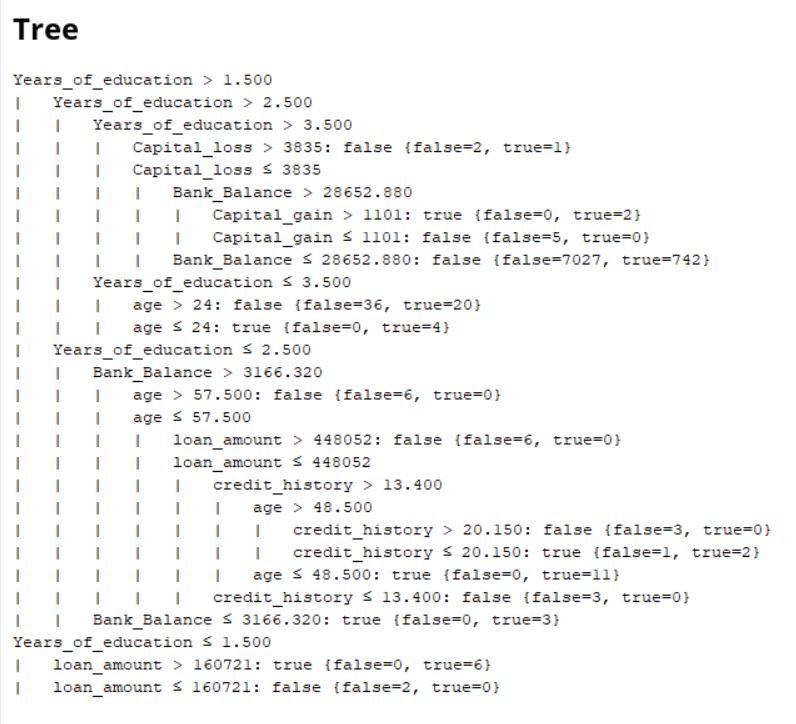 Tree
Years_of_education > 1.500
|   Years_of_education > 2.500
|   |   Years_of_education > 3.500
|   |   |   Capital_loss > 3835: false {false=2, true=1}
|   |   |   Capital_loss ≤ 3835
|   |   |   |   Bank_Balance > 28652.880
|   |   |   |   |   Capital_gain > 1101: true {false=0, true=2}
|   |   |   |   |   Capital_gain ≤ 1101: false {false=5, true=0}
|   |   |   |   Bank_Balance ≤ 28652.880: false {false=7027, true=742}
|   |   Years_of_education ≤ 3.500
|   |   |   age > 24: false {false=36, true=20}
|   |   |   age ≤ 24: true {false=0, true=4}
|   Years_of_education ≤ 2.500
|   |   Bank_Balance > 3166.320
|   |   |   age > 57.500: false {false=6, true=0}
|   |   |   age ≤ 57.500
|   |   |   |   loan_amount > 448052: false {false=6, true=0}
|   |   |   |   loan_amount ≤ 448052
|   |   |   |   |   credit_history > 13.400
|   |   |   |   |   |   age > 48.500
|   |   |   |   |   |   |   credit_history > 20.150: false {false=3, true=0}
|   |   |   |   |   |   |   credit_history ≤ 20.150: true {false=1, true=2}
|   |   |   |   |   |   age ≤ 48.500: true {false=0, true=11}
|   |   |   |   |   credit_history ≤ 13.400: false {false=3, true=0}
|   |   Bank_Balance ≤ 3166.320: true {false=0, true=3}
Years_of_education ≤ 1.500
|   loan_amount > 160721: true {false=0, true=6}
|   loan_amount ≤ 160721: false {false=2, true=0}